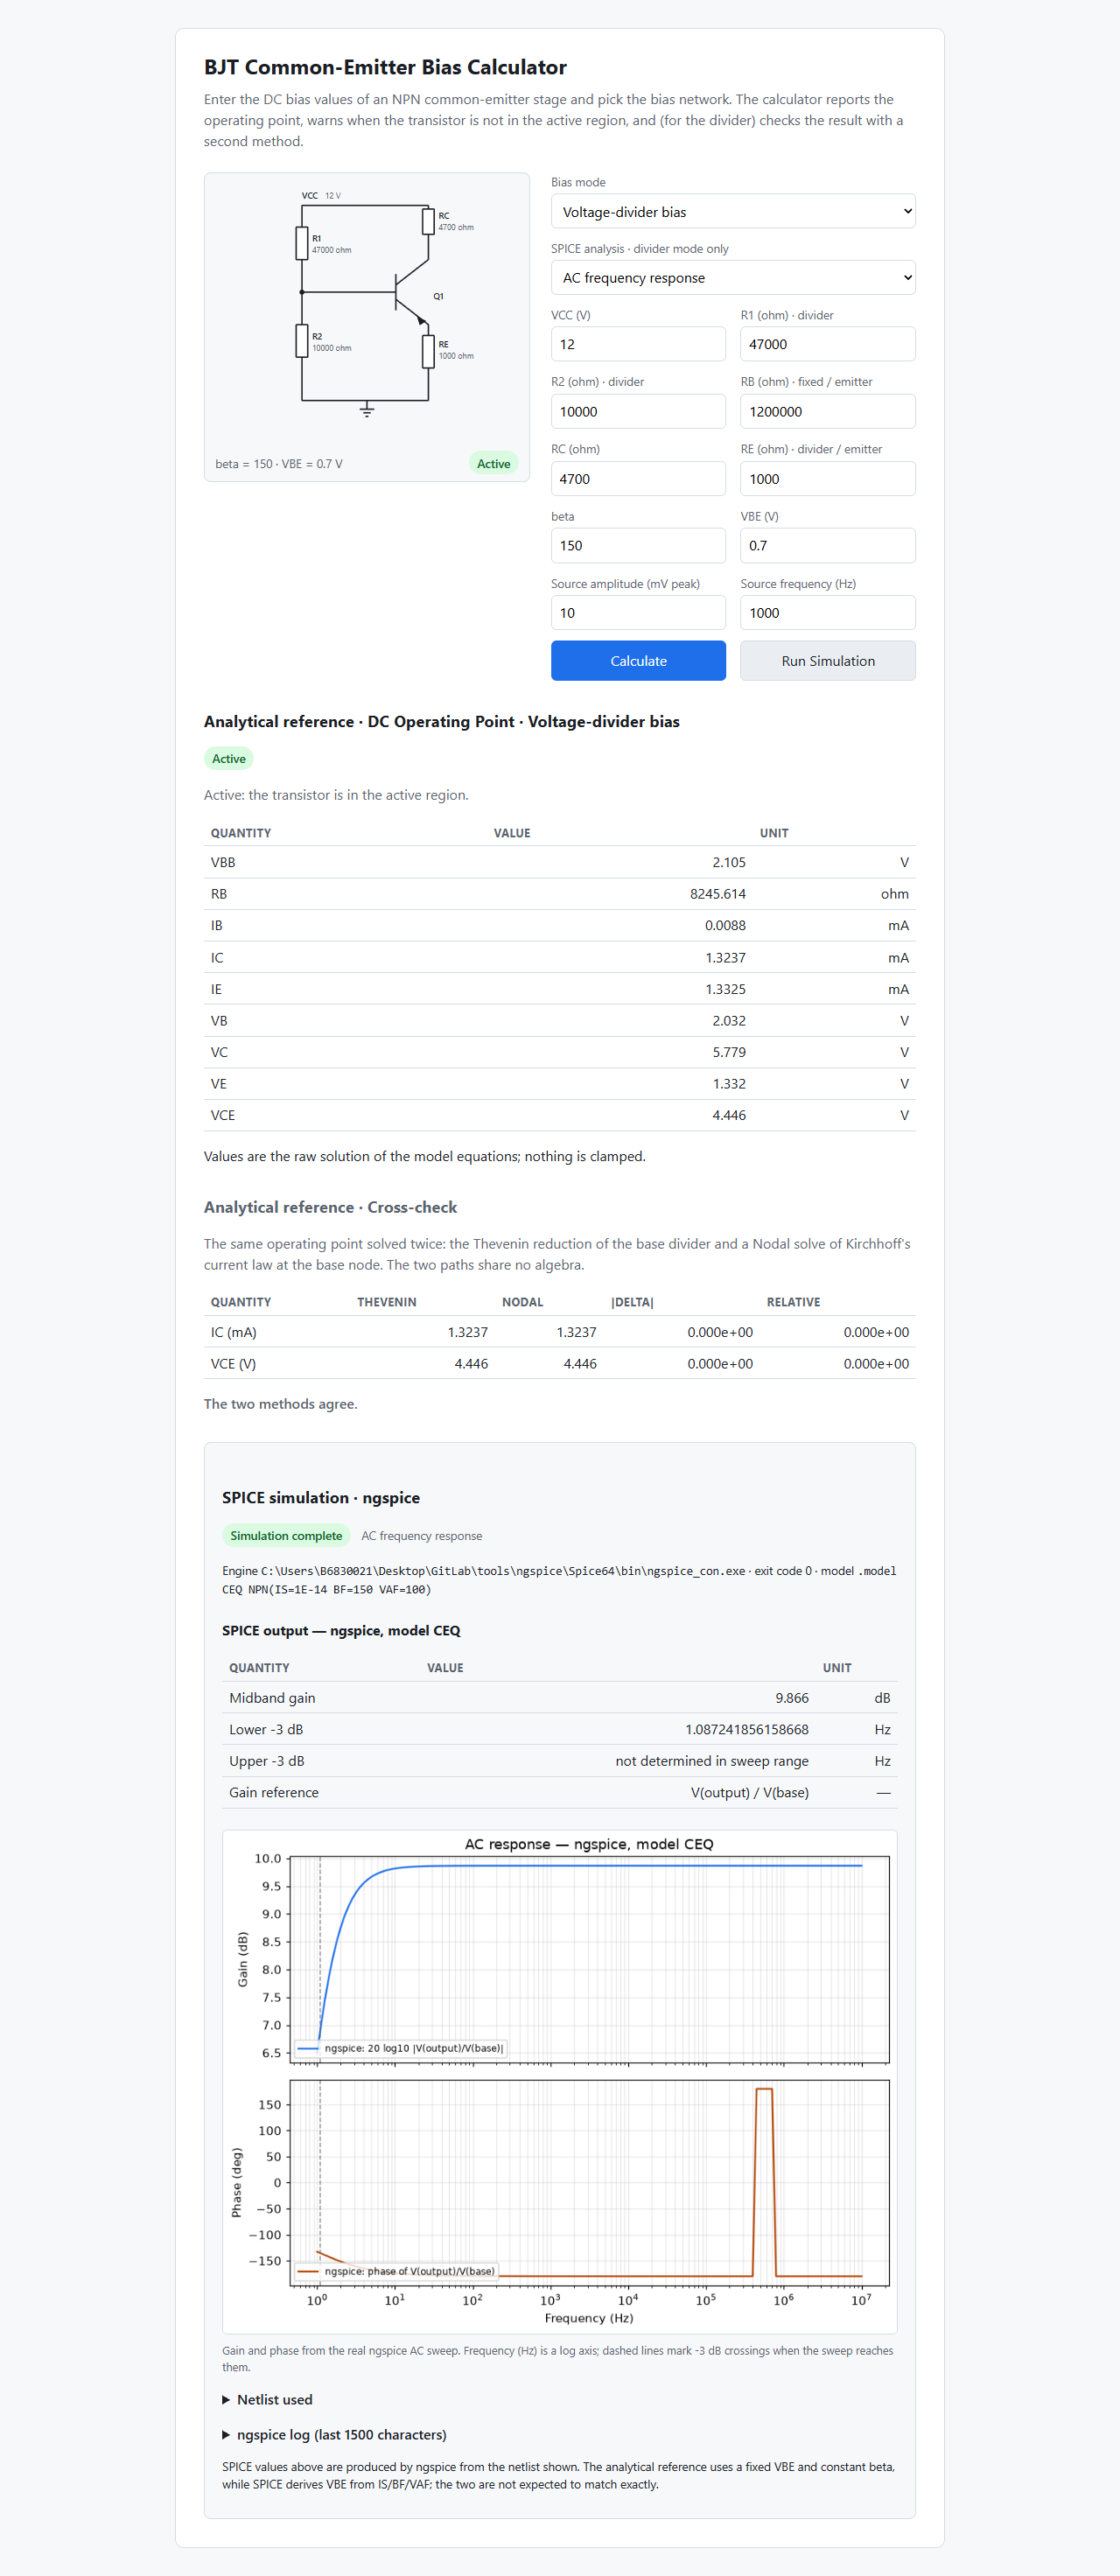 BJT Common-Emitter Bias Calculator
Enter the DC bias values of an NPN common-emitter stage and pick the bias network. The calculator reports the
operating point, warns when the transistor is not in the active region, and (for the divider) checks the result with a
second method.
VCC 12 V
RC
4700 ohm
R1
47000 ohm
Q1
R2
10000 ohm
RE
1000 ohm
beta = 150 · VBE = 0.7 V
Active
Bias mode
Voltage-divider bias
SPICE analysis · divider mode only
AC frequency response
VCC (V)
R1 (ohm) · divider
12
47000
R2 (ohm) · divider
RB (ohm) · fixed / emitter
10000
1200000
RC (ohm)
RE (ohm) · divider / emitter
4700
1000
beta
VBE (V)
150
0.7
Source amplitude (mV peak)
Source frequency (Hz)
10
1000
Calculate
Run Simulation
Analytical reference · DC Operating Point · Voltage-divider bias
Active
Active: the transistor is in the active region.
QUANTITY VALUE UNIT
VBB 2.105 V
RB 8245.614 ohm
IB 0.0088 mA
IC 1.3237 mA
IE 1.3325 mA
VB 2.032 V
VC 5.779 V
VE 1.332 V
VCE 4.446 V
Values are the raw solution of the model equations; nothing is clamped.
Analytical reference · Cross-check
The same operating point solved twice: the Thevenin reduction of the base divider and a Nodal solve of Kirchhoff's
current law at the base node. The two paths share no algebra.
QUANTITY THEVENIN NODAL |DELTA| RELATIVE
IC (mA) 1.3237 1.3237 0.000e+00 0.000e+00
VCE (V) 4.446 4.446 0.000e+00 0.000e+00
The two methods agree.
SPICE simulation · ngspice
Simulation complete AC frequency response
Engine C:\Users\B6830021\Desktop\GitLab\tools\ngspice\Spice64\bin\ngspice_con.exe · exit code 0 · model .model
CEQ NPN(IS=1E-14 BF=150 VAF=100)
SPICE output — ngspice, model CEQ
QUANTITY VALUE UNIT
Midband gain 9.866 dB
Lower -3 dB 1.087241856158668 Hz
Upper -3 dB not determined in sweep range Hz
Gain reference V(output) / V(base) —
AC response — ngspice, model CEQ
10.0
9.5
9.0
8.5
8.0
7.5
7.0
6.5
Gain (dB)
ngspice: 20 log10 |V(output)/V(base)|
150
100
50
0
−50
−100
−150
Phase (deg)
ngspice: phase of V(output)/V(base)
10⁰ 10¹ 10² 10³ 10⁴ 10⁵ 10⁶ 10⁷
Frequency (Hz)
Gain and phase from the real ngspice AC sweep. Frequency (Hz) is a log axis; dashed lines mark -3 dB crossings when the sweep reaches
them.
▶ Netlist used
▶ ngspice log (last 1500 characters)
SPICE values above are produced by ngspice from the netlist shown. The analytical reference uses a fixed VBE and constant beta,
while SPICE derives VBE from IS/BF/VAF; the two are not expected to match exactly.